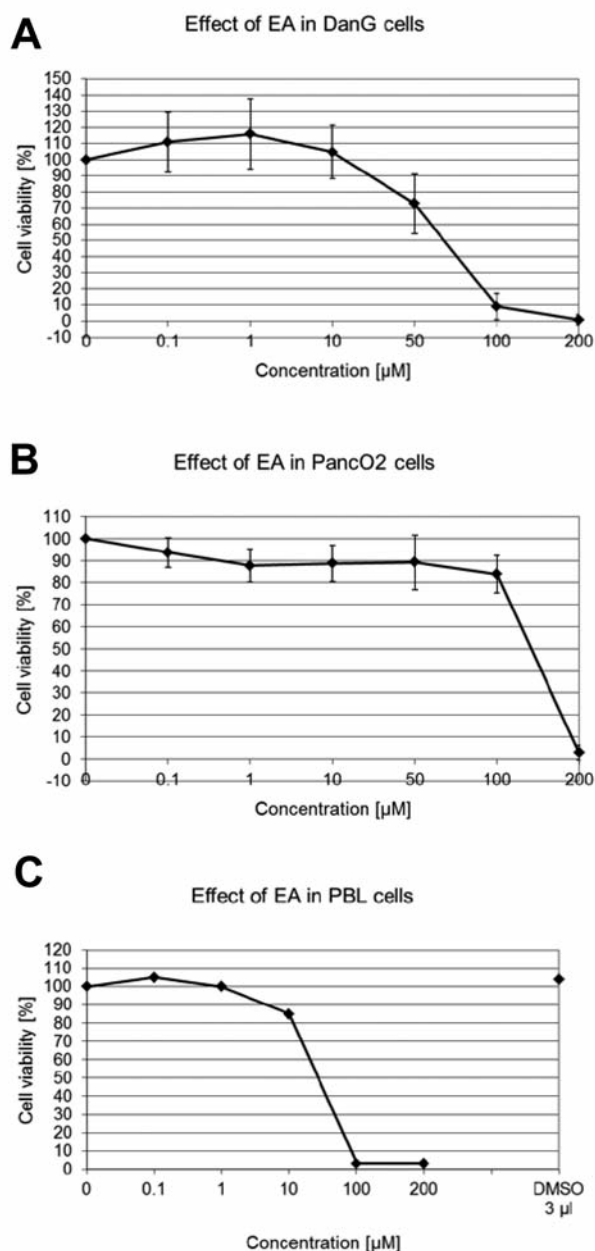 A
Effect of EA in DanG cells
150
140
130
120
110
100
90
80
70
60
50
40
30
20
10
0
-10
Cell viability [%]
0 0.1 1 10 50 100 200
Concentration [µM]
B
Effect of EA in PancO2 cells
110
100
90
80
70
60
50
40
30
20
10
0
-10
Cell viability [%]
0 0.1 1 10 50 100 200
Concentration [µM]
C
Effect of EA in PBL cells
120
110
100
90
80
70
60
50
40
30
20
10
0
Cell viability [%]
0 0.1 1 10 100 200 DMSO
3 µl
Concentration [µM]